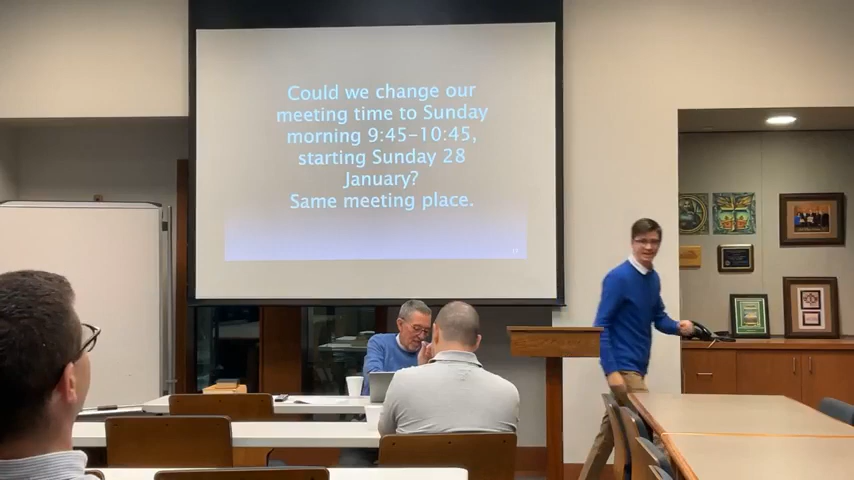 Could we change our
meeting time to Sunday
morning 9:45-10:45,
starting Sunday 28
January?
Same meeting place.